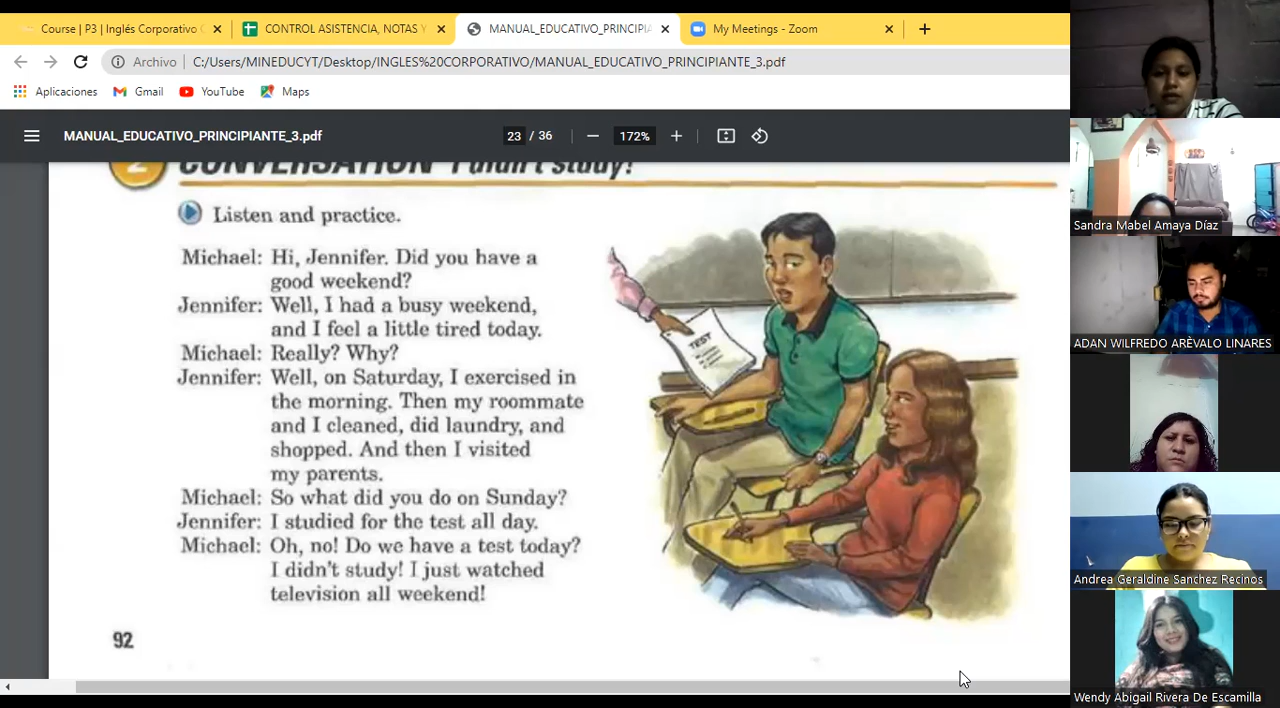 Course | P3 | Inglés Corporativo
CONTROL ASISTENCIA, NOTAS Y
MANUAL_EDUCATIVO_PRINCIPIA
My Meetings - Zoom
Archivo
C:/Users/MINEDUCYT/Desktop/INGLES%20CORPORATIVO/MANUAL_EDUCATIVO_PRINCIPIANTE_3.pdf
Aplicaciones Gmail YouTube Maps
MANUAL_EDUCATIVO_PRINCIPIANTE_3.pdf
23 / 36
172%
2 CONVERSATION I didn't study!
Listen and practice.
Michael: Hi, Jennifer. Did you have a
good weekend?
Jennifer: Well, I had a busy weekend,
and I feel a little tired today.
Michael: Really? Why?
Jennifer: Well, on Saturday, I exercised in
the morning. Then my roommate
and I cleaned, did laundry, and
shopped. And then I visited
my parents.
Michael: So what did you do on Sunday?
Jennifer: I studied for the test all day.
Michael: Oh, no! Do we have a test today?
I didn't study! I just watched
television all weekend!
TEST
92
Sandra Mabel Amaya Díaz
ADAN WILFREDO ARÈVALO LINARES
Andrea Geraldine Sanchez Recinos
Wendy Abigail Rivera De Escamilla